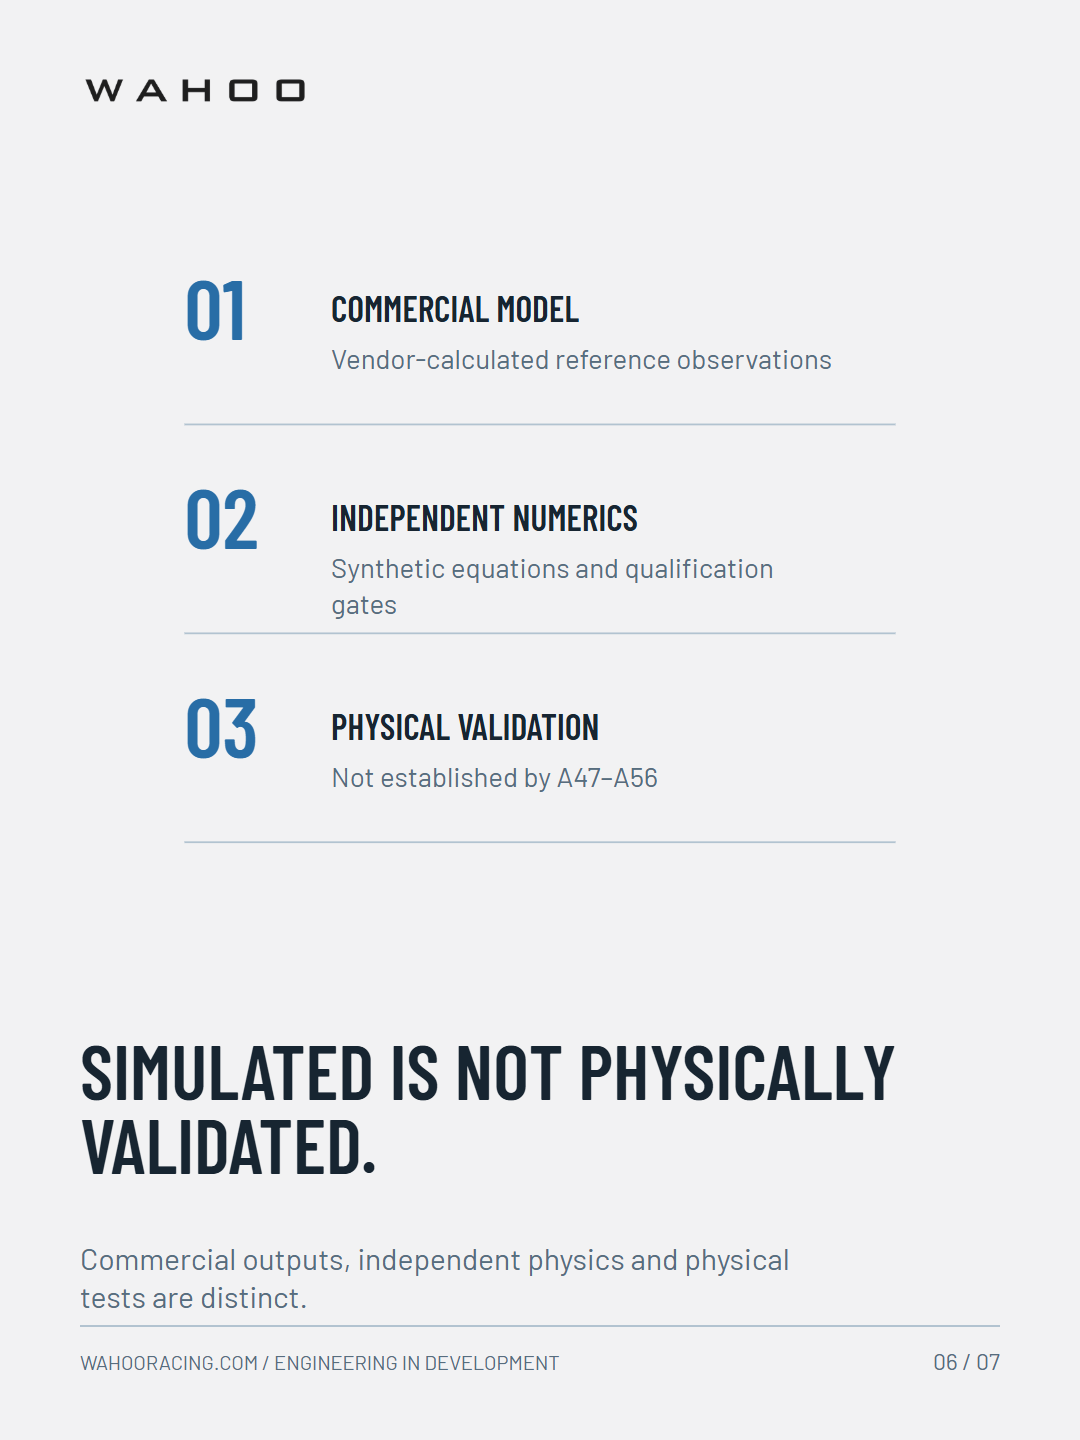 WAHOO
01
COMMERCIAL MODEL
Vendor-calculated reference observations
02
INDEPENDENT NUMERICS
Synthetic equations and qualification
gates
03
PHYSICAL VALIDATION
Not established by A47–A56
SIMULATED IS NOT PHYSICALLY
VALIDATED.
Commercial outputs, independent physics and physical
tests are distinct.
WAHOORACING.COM / ENGINEERING IN DEVELOPMENT
06 / 07